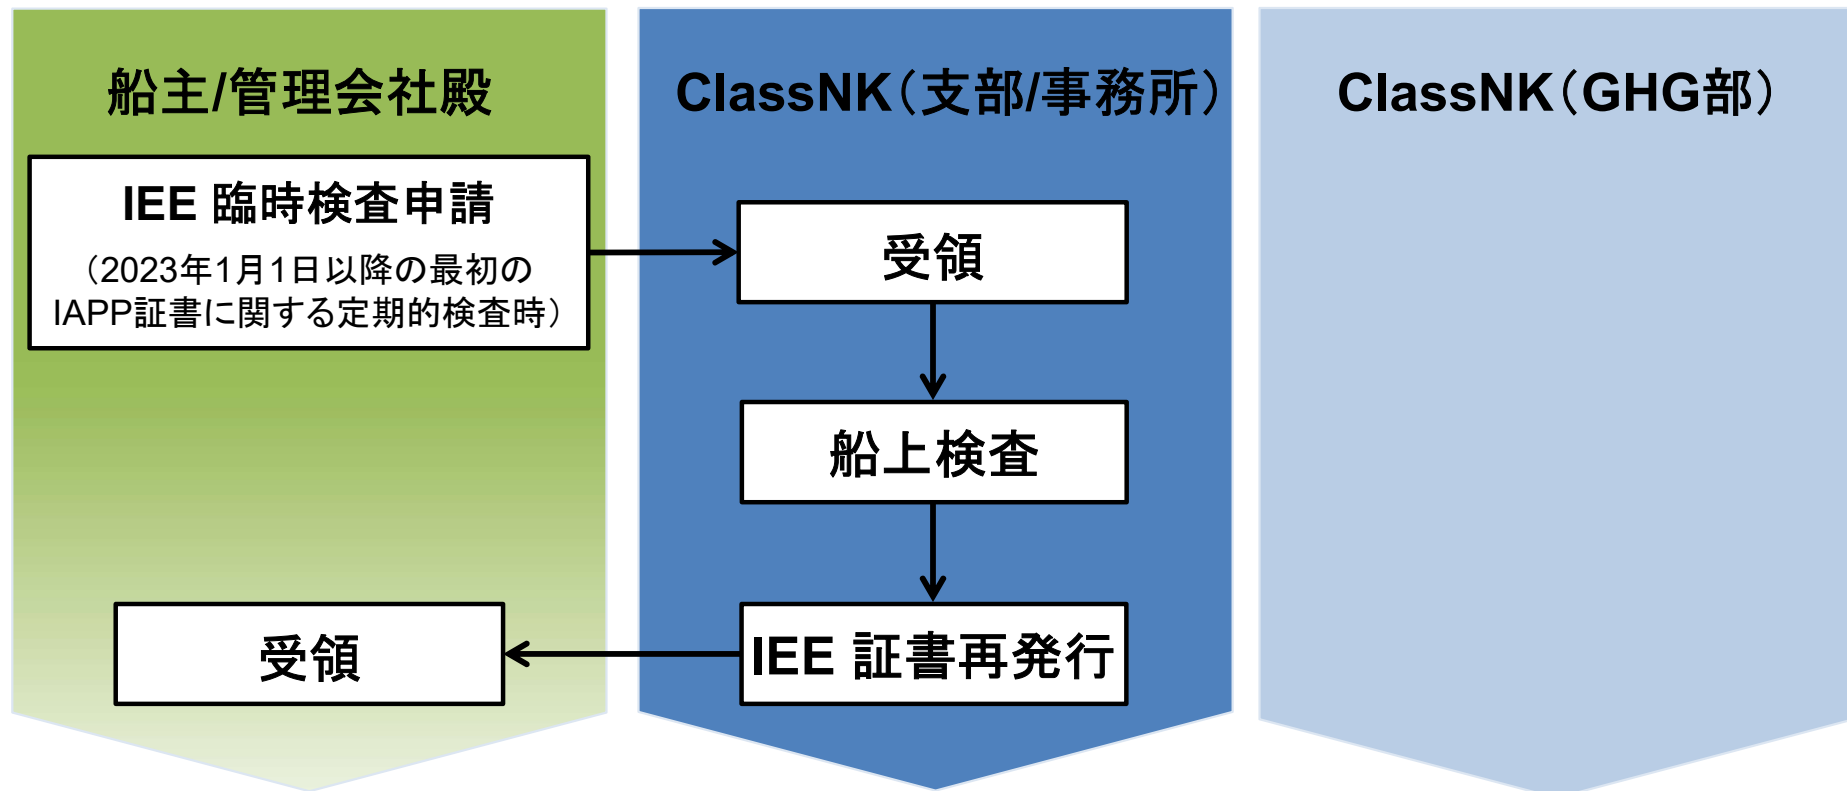 船主/管理会社殿
ClassNK（支部/事務所）
ClassNK（GHG部）
IEE 臨時検査申請
（2023年1月1日以降の最初の
IAPP証書に関する定期的検査時）
受領
船上検査
IEE 証書再発行
受領